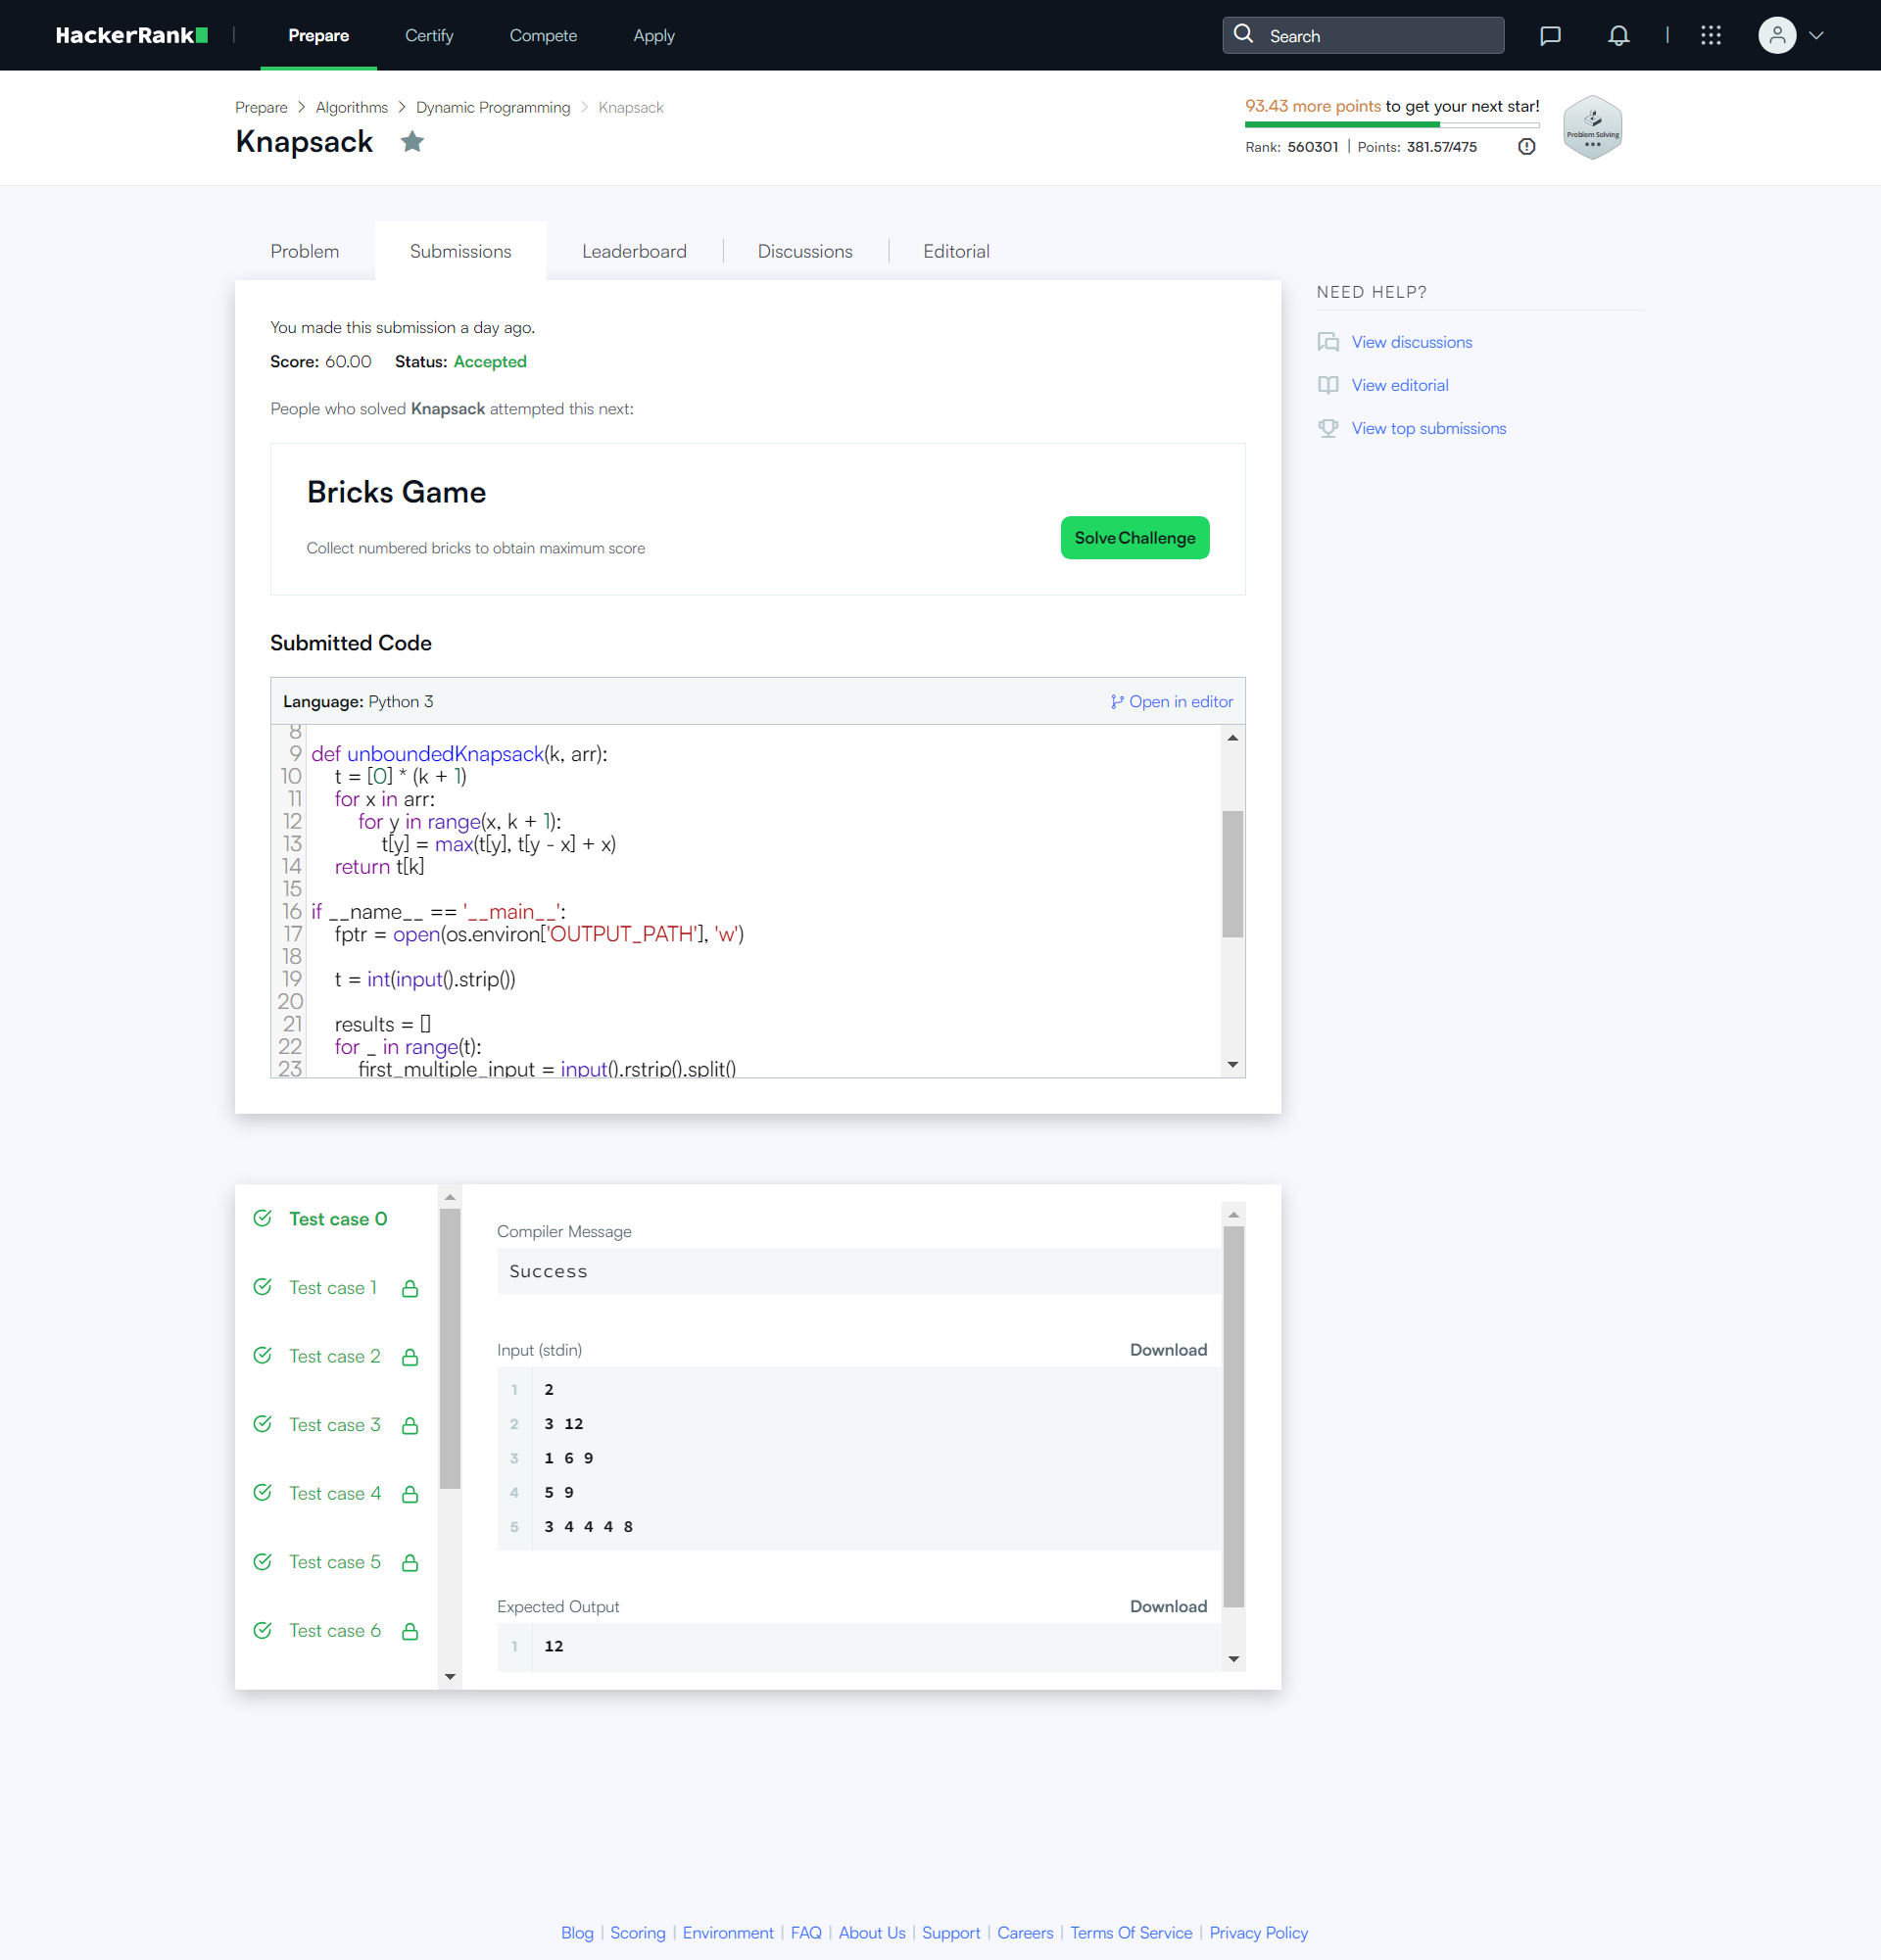 HackerRank
Prepare
Certify
Compete
Apply
Search
Prepare > Algorithms > Dynamic Programming > Knapsack
Knapsack
93.43 more points to get your next star!
Rank: 560301 | Points: 381.57/475
Problem Solving
Problem
Submissions
Leaderboard
Discussions
Editorial
You made this submission a day ago.
Score: 60.00 Status: Accepted
People who solved Knapsack attempted this next:
Bricks Game
Collect numbered bricks to obtain maximum score
Solve Challenge
Submitted Code
Language: Python 3
Open in editor
8
9 def unboundedKnapsack(k, arr):
10     t = [0] * (k + 1)
11     for x in arr:
12         for y in range(x, k + 1):
13             t[y] = max(t[y], t[y - x] + x)
14     return t[k]
15
16 if __name__ == '__main__':
17     fptr = open(os.environ['OUTPUT_PATH'], 'w')
18
19     t = int(input().strip())
20
21     results = []
22     for _ in range(t):
23         first_multiple_input = input().rstrip().split()
NEED HELP?
View discussions
View editorial
View top submissions
Test case 0
Test case 1
Test case 2
Test case 3
Test case 4
Test case 5
Test case 6
Compiler Message
Success
Input (stdin)
Download
1 2
2 3 12
3 1 6 9
4 5 9
5 3 4 4 4 8
Expected Output
Download
1 12
Blog | Scoring | Environment | FAQ | About Us | Support | Careers | Terms Of Service | Privacy Policy